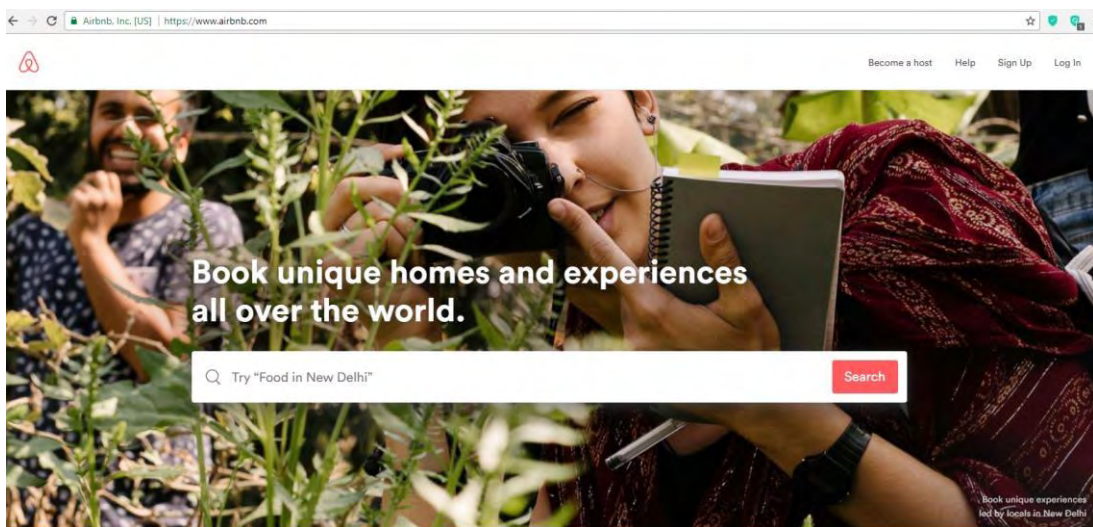 Airbnb, Inc. [US] | https://www.airbnb.com
Become a host Help Sign Up Log In
Book unique homes and experiences
all over the world.
Try “Food in New Delhi”
Search
Book unique experiences
led by locals in New Delhi